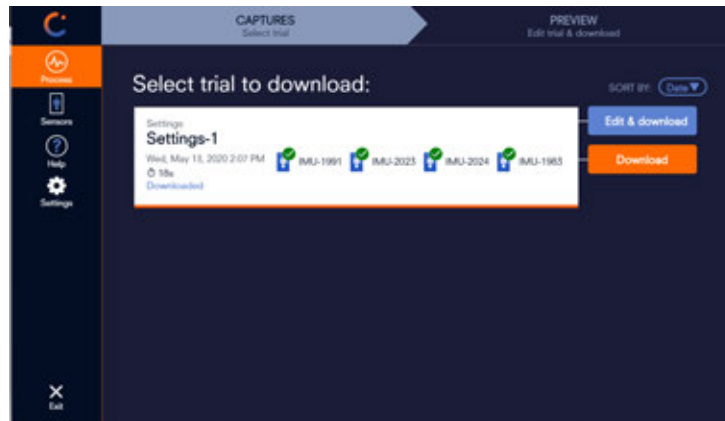 CAPTURES
Select trial
PREVIEW
Edit trial & download
Process
Sensors
Help
Settings
Exit
Select trial to download:
SORT BY: Date
Settings
Settings-1
Wed, May 13, 2020 2:07 PM
18s
Downloaded
IMU-1991
IMU-2023
IMU-2024
IMU-1983
Edit & download
Download